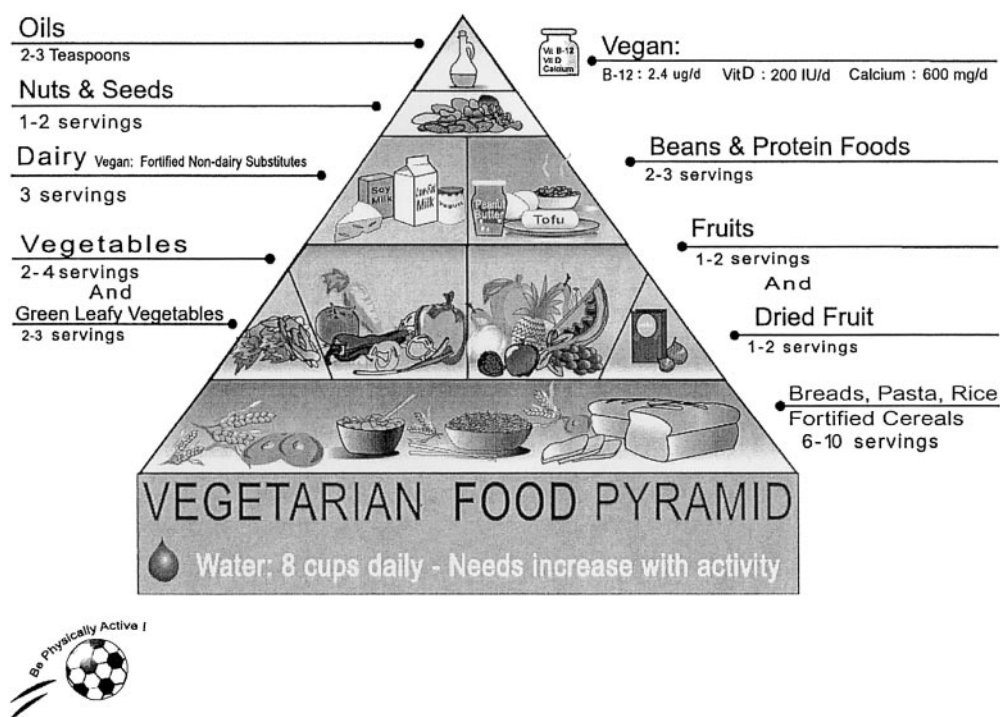 Oils
2-3 Teaspoons
Nuts & Seeds
1-2 servings
Dairy Vegan: Fortified Non-dairy Substitutes
3 servings
Vegetables
2-4 servings
And
Green Leafy Vegetables
2-3 servings
Vit B-12
Vit D
Calcium
Vegan:
B-12 : 2.4 ug/d VitD : 200 IU/d Calcium : 600 mg/d
Beans & Protein Foods
2-3 servings
Fruits
1-2 servings
And
Dried Fruit
1-2 servings
Breads, Pasta, Rice
Fortified Cereals
6-10 servings
Soy
Milk
Milk
Yogurt
Peanut
Butter
Tofu
VEGETARIAN FOOD PYRAMID
Water: 8 cups daily - Needs increase with activity
Be Physically Active !